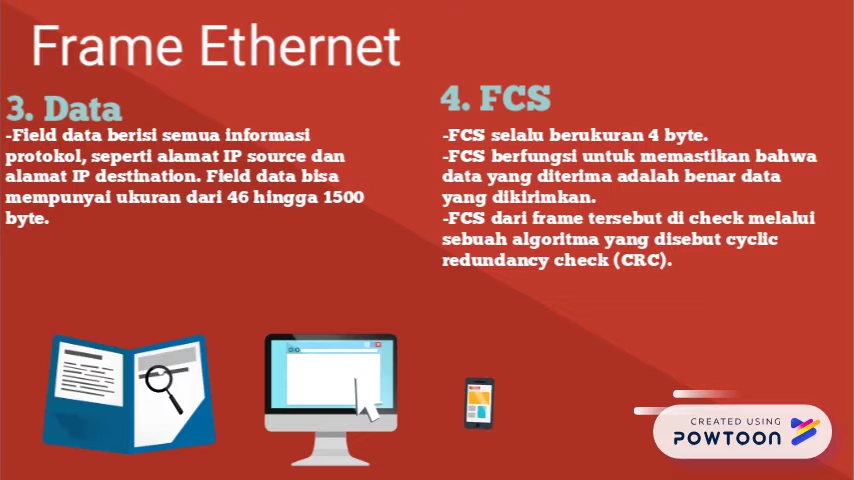 Frame Ethernet
3. Data
-Field data berisi semua informasi
protokol, seperti alamat IP source dan
alamat IP destination. Field data bisa
mempunyai ukuran dari 46 hingga 1500
byte.
4. FCS
-FCS selalu berukuran 4 byte.
-FCS berfungsi untuk memastikan bahwa
data yang diterima adalah benar data
yang dikirimkan.
-FCS dari frame tersebut di check melalui
sebuah algoritma yang disebut cyclic
redundancy check (CRC).
CREATED USING
POWTOON